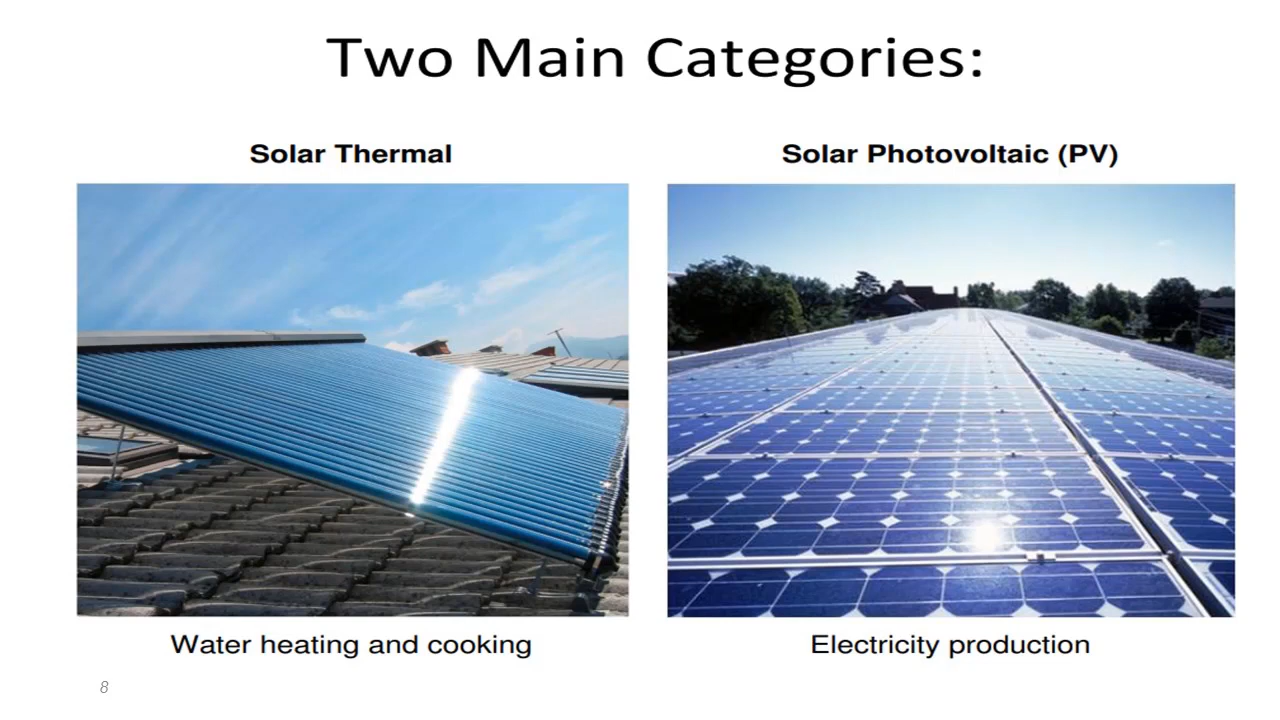 Two Main Categories:
Solar Thermal
Solar Photovoltaic (PV)
Water heating and cooking
Electricity production
8